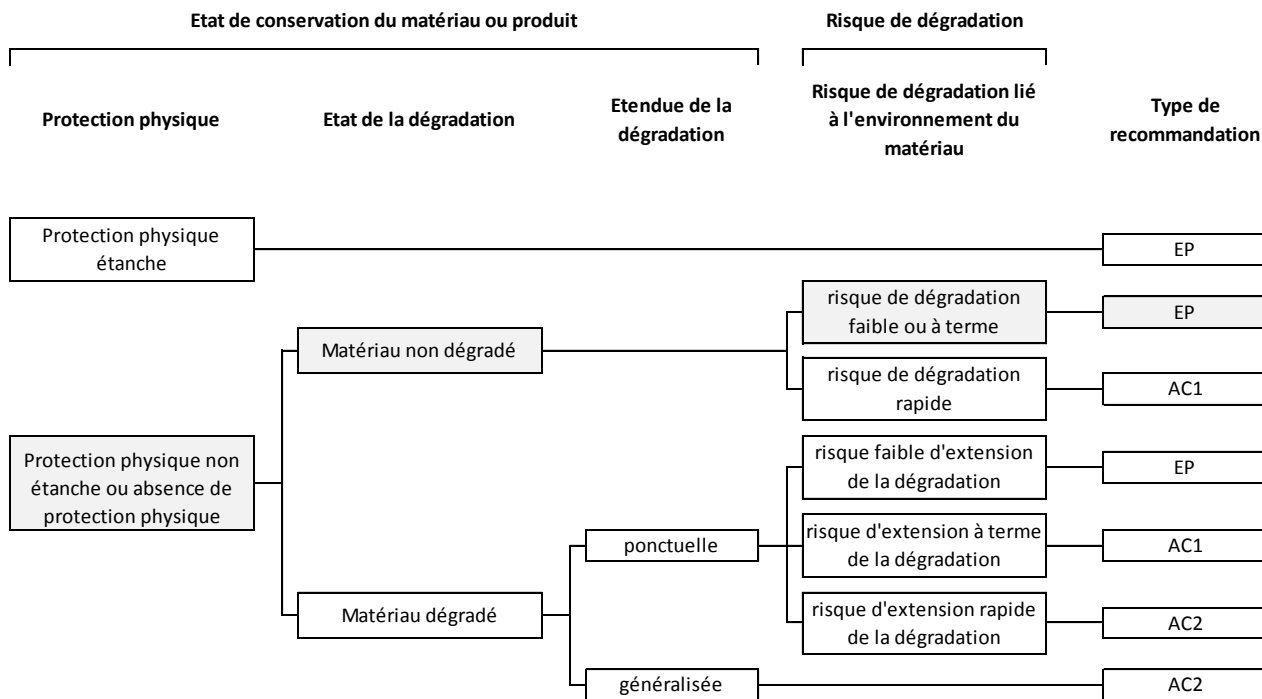 Etat de conservation du matériau ou produit
Risque de dégradation
Protection physique
Etat de la dégradation
Etendue de la
dégradation
Risque de dégradation lié
à l'environnement du
matériau
Type de
recommandation
Protection physique
étanche
EP
risque de dégradation
faible ou à terme
EP
Matériau non dégradé
risque de dégradation
rapide
AC1
Protection physique non
étanche ou absence de
protection physique
risque faible d'extension
de la dégradation
EP
ponctuelle
risque d'extension à terme
de la dégradation
AC1
Matériau dégradé
risque d'extension rapide
de la dégradation
AC2
généralisée
AC2